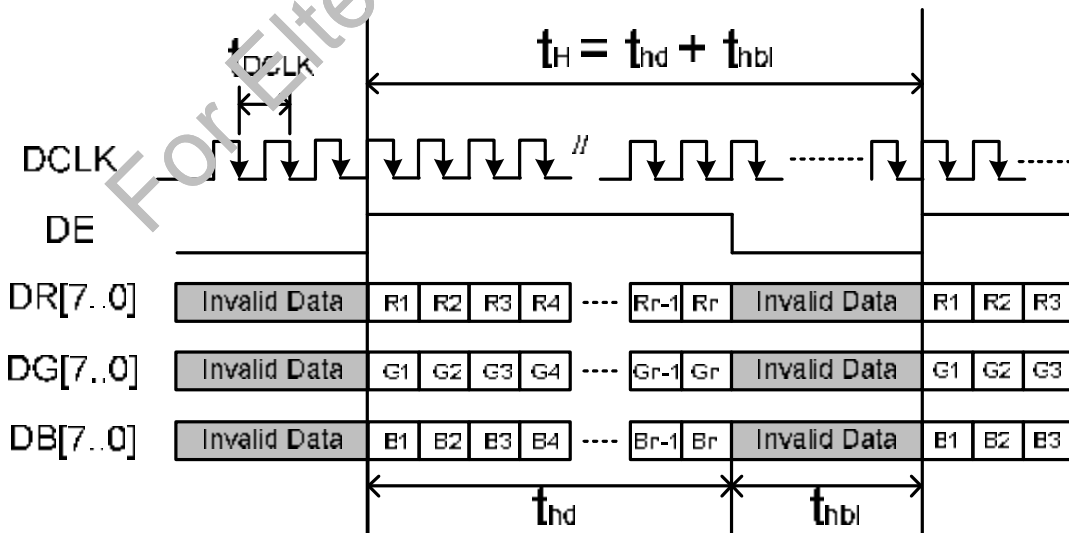 For Elte
tDCLK
tH = thd + thbl
DCLK
//
DE
DR[7..0] Invalid Data R1 R2 R3 R4 ---- Rr-1 Rr Invalid Data R1 R2 R3
DG[7..0] Invalid Data G1 G2 G3 G4 ---- Gr-1 Gr Invalid Data G1 G2 G3
DB[7..0] Invalid Data B1 B2 B3 B4 ---- Br-1 Br Invalid Data B1 B2 B3
thd thbl